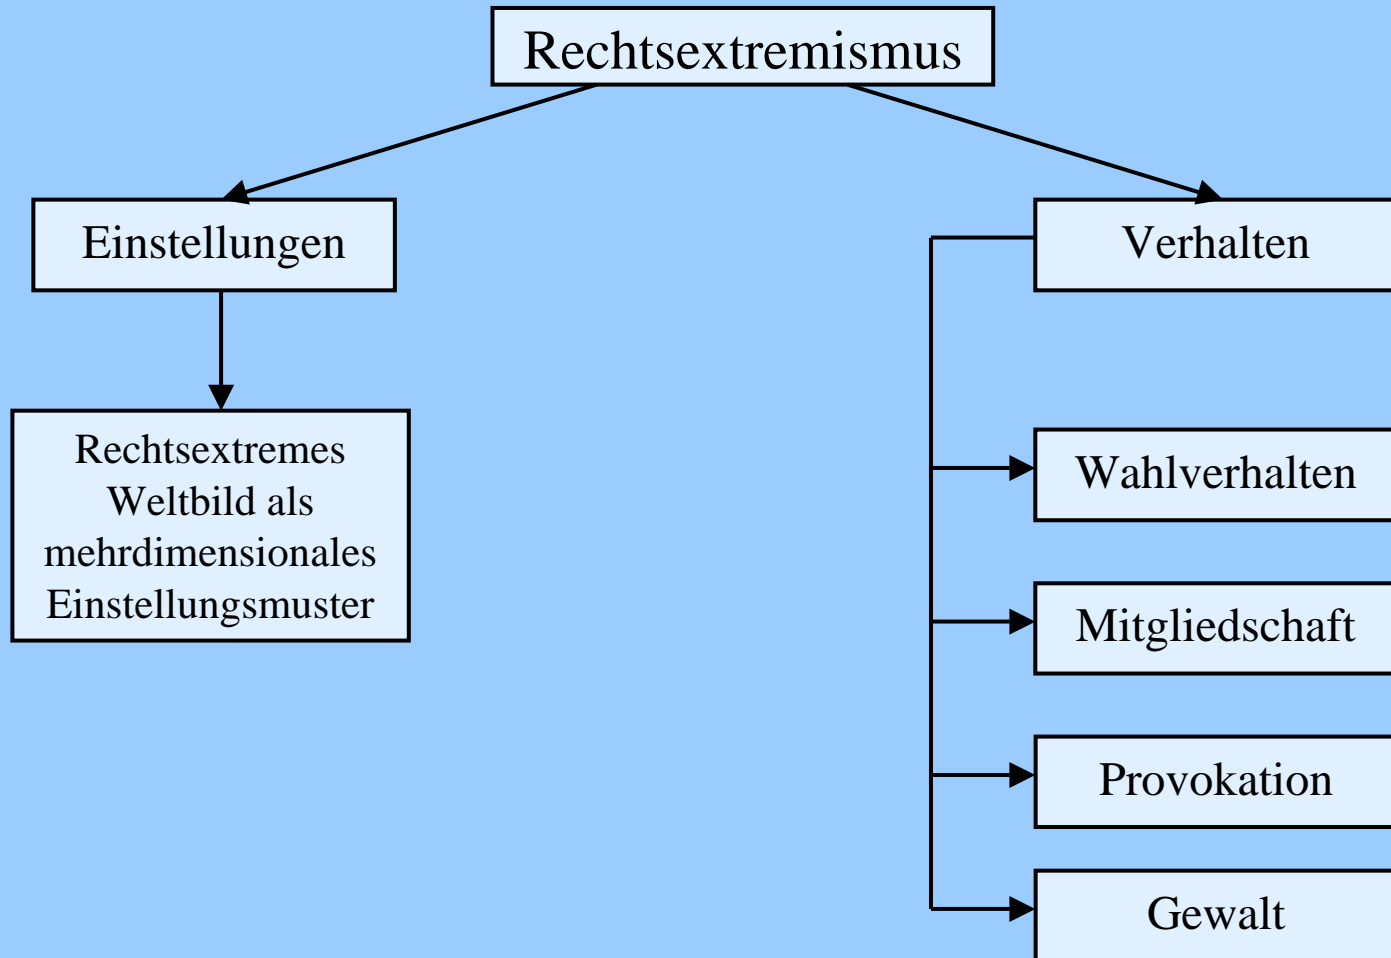 Rechtsextremismus
Einstellungen
Verhalten
Rechtsextremes
Weltbild als
mehrdimensionales
Einstellungsmuster
Wahlverhalten
Mitgliedschaft
Provokation
Gewalt